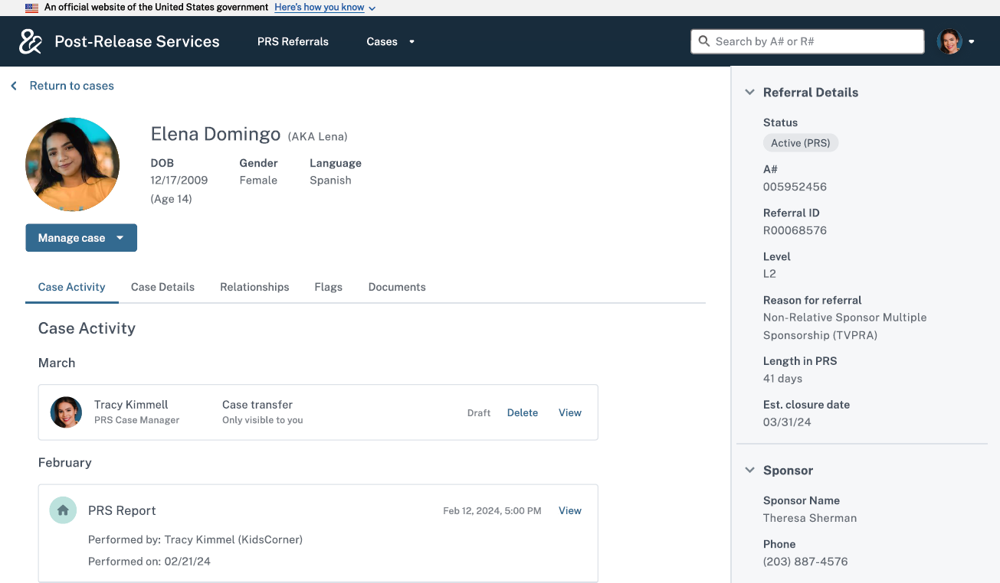 An official website of the United States government Here's how you know
Post-Release Services PRS Referrals Cases Search by A# or R#
Return to cases
Elena Domingo (AKA Lena)
DOB Gender Language
12/17/2009 Female Spanish
(Age 14)
Manage case
Case Activity Case Details Relationships Flags Documents
Case Activity
March
Tracy Kimmell Case transfer
PRS Case Manager Only visible to you Draft Delete View
February
PRS Report Feb 12, 2024, 5:00 PM View
Performed by: Tracy Kimmel (KidsCorner)
Performed on: 02/21/24
Referral Details
Status
Active (PRS)
A#
005952456
Referral ID
R00068576
Level
L2
Reason for referral
Non-Relative Sponsor Multiple
Sponsorship (TVPRA)
Length in PRS
41 days
Est. closure date
03/31/24
Sponsor
Sponsor Name
Theresa Sherman
Phone
(203) 887-4576